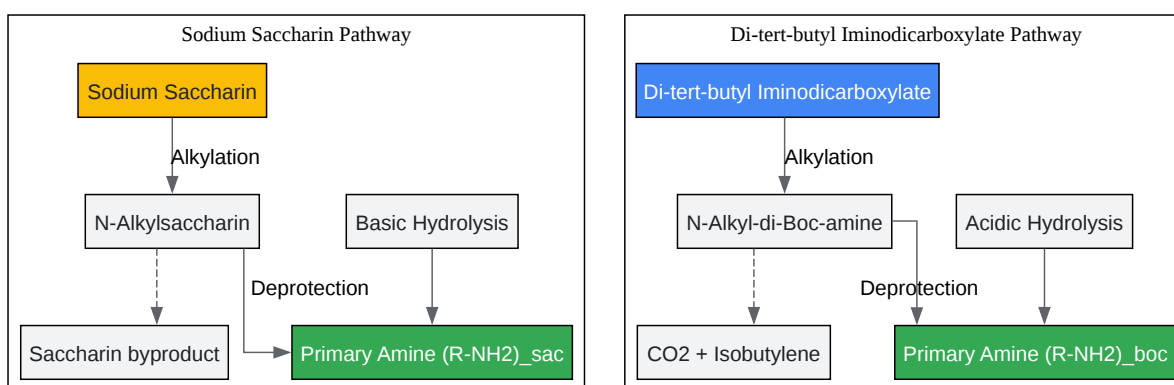 Sodium Saccharin Pathway
Sodium Saccharin
Alkylation
N-Alkylsaccharin
Basic Hydrolysis
Deprotection
Saccharin byproduct
Primary Amine (R-NH2)_sac
Di-tert-butyl Iminodicarboxylate Pathway
Di-tert-butyl Iminodicarboxylate
Alkylation
N-Alkyl-di-Boc-amine
Acidic Hydrolysis
Deprotection
CO2 + Isobutylene
Primary Amine (R-NH2)_boc